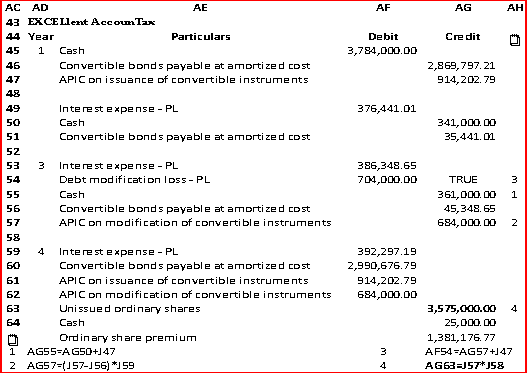 AC AD AE AF AG AH
43 EXCELlent AccounTax
44 Year Particulars Debit Credit
45 1 Cash 3,784,000.00
46 Convertible bonds payable at amortized cost 2,869,797.21
47 APIC on issuance of convertible instruments 914,202.79
48
49 Interest expense - PL 376,441.01
50 Cash 341,000.00
51 Convertible bonds payable at amortized cost 35,441.01
52
53 3 Interest expense - PL 386,348.65
54 Debt modification loss - PL 704,000.00 TRUE 3
55 Cash 361,000.00 1
56 Convertible bonds payable at amortized cost 45,348.65
57 APIC on modification of convertible instruments 684,000.00 2
58
59 4 Interest expense - PL 392,297.19
60 Convertible bonds payable at amortized cost 2,990,676.79
61 APIC on issuance of convertible instruments 914,202.79
62 APIC on modification of convertible instruments 684,000.00
63 Unissued ordinary shares 3,575,000.00 4
64 Cash 25,000.00
Ordinary share premium 1,381,176.77
1 AG55=AG50+J47 3 AF54=AG57+J47
2 AG57=(J57-J56)*J59 4 AG63=J57*J58